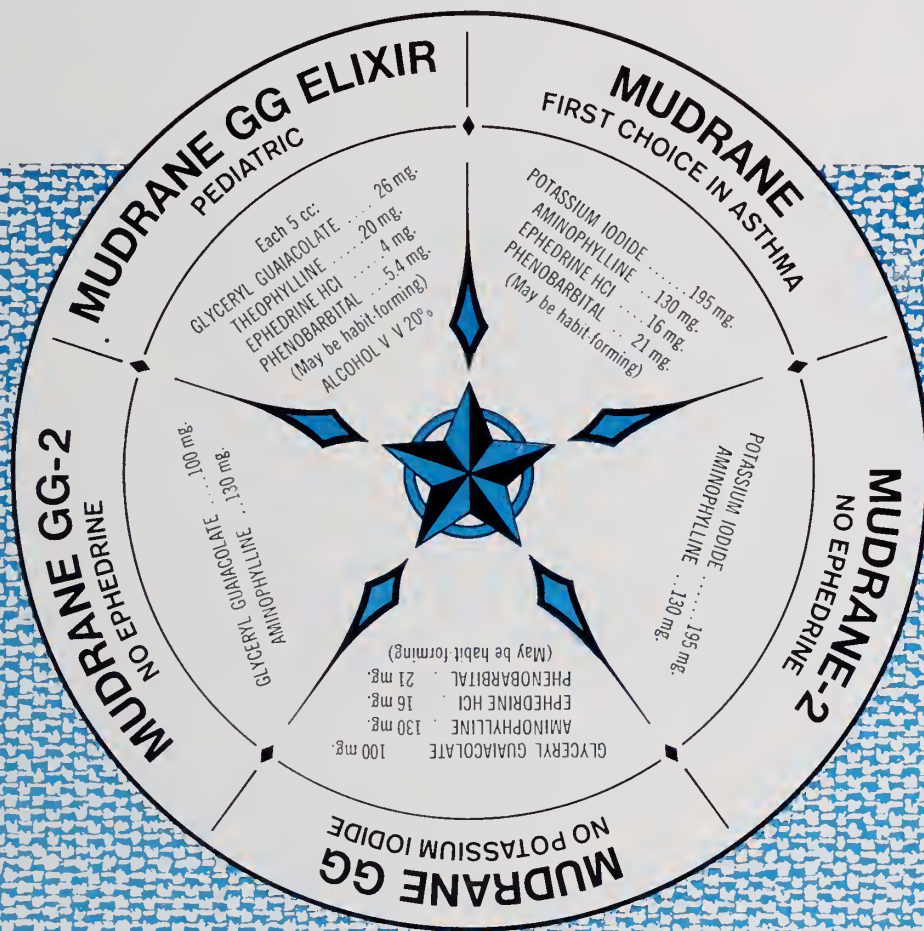 MUDRANE
FIRST CHOICE IN ASTHMA
POTASSIUM IODIDE ..... 195 mg.
AMINOPHYLLINE .. 130 mg.
EPHEDRINE HCl .... 16 mg.
PHENOBARBITAL .. 21 mg.
(May be habit-forming)
MUDRANE-2
NO EPHEDRINE
POTASSIUM IODIDE ...... 195 mg.
AMINOPHYLLINE .. 130 mg.
MUDRANE GG
NO POTASSIUM IODIDE
GLYCERYL GUAIACOLATE 100 mg.
AMINOPHYLLINE . 130 mg.
EPHEDRINE HCl . 16 mg.
PHENOBARBITAL . 21 mg.
(May be habit-forming)
MUDRANE GG-2
NO EPHEDRINE
GLYCERYL GUAIACOLATE .... 100 mg.
AMINOPHYLLINE .. 130 mg.
MUDRANE GG ELIXIR
PEDIATRIC
Each 5 cc:
GLYCERYL GUAIACOLATE .... 26 mg.
THEOPHYLLINE ..... 20 mg.
EPHEDRINE HCl ..... 4 mg.
PHENOBARBITAL .. 5.4 mg.
(May be habit-forming)
ALCOHOL V V 20%